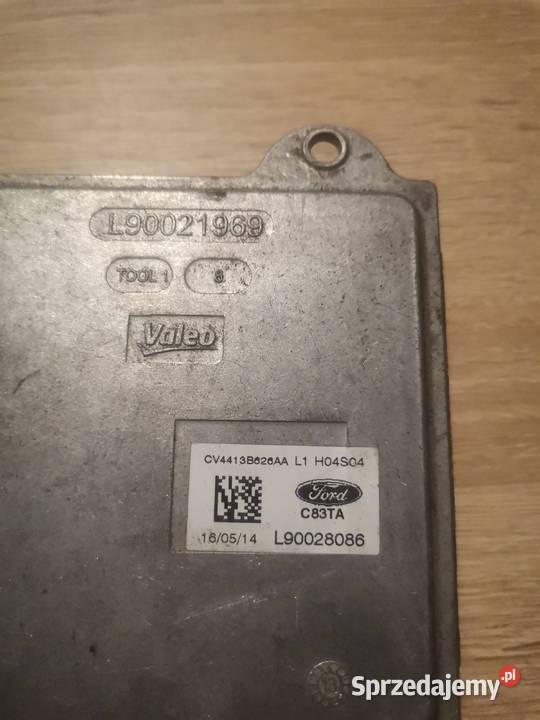 L90021969
TOOL 1 8
Valeo
CV4413B626AA L1 H04S04
Ford
C83TA
16/05/14 L90028086
Sprzedajemy.pl